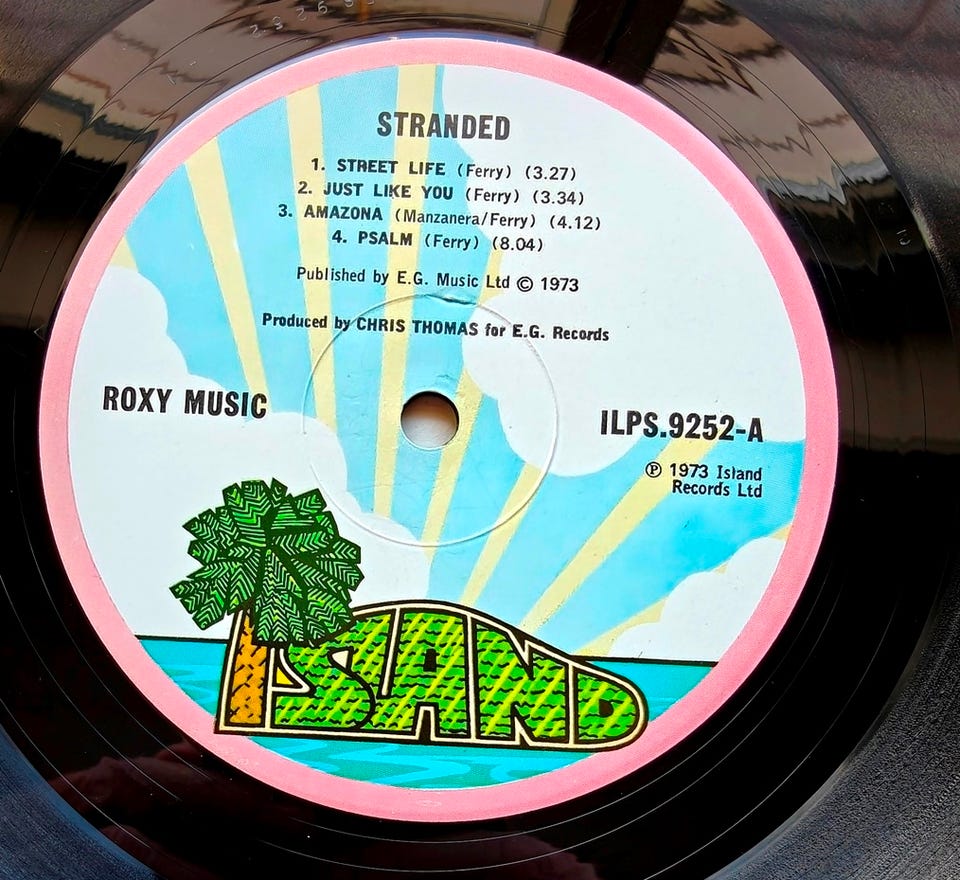 STRANDED
1. STREET LIFE (Ferry) (3.27)
2. JUST LIKE YOU (Ferry) (3.34)
3. AMAZONA (Manzanera/Ferry) (4.12)
4. PSALM (Ferry) (8.04)
Published by E.G. Music Ltd © 1973
Produced by CHRIS THOMAS for E.G. Records
ROXY MUSIC
ILPS.9252-A
℗ 1973 Island
Records Ltd
ISLAND